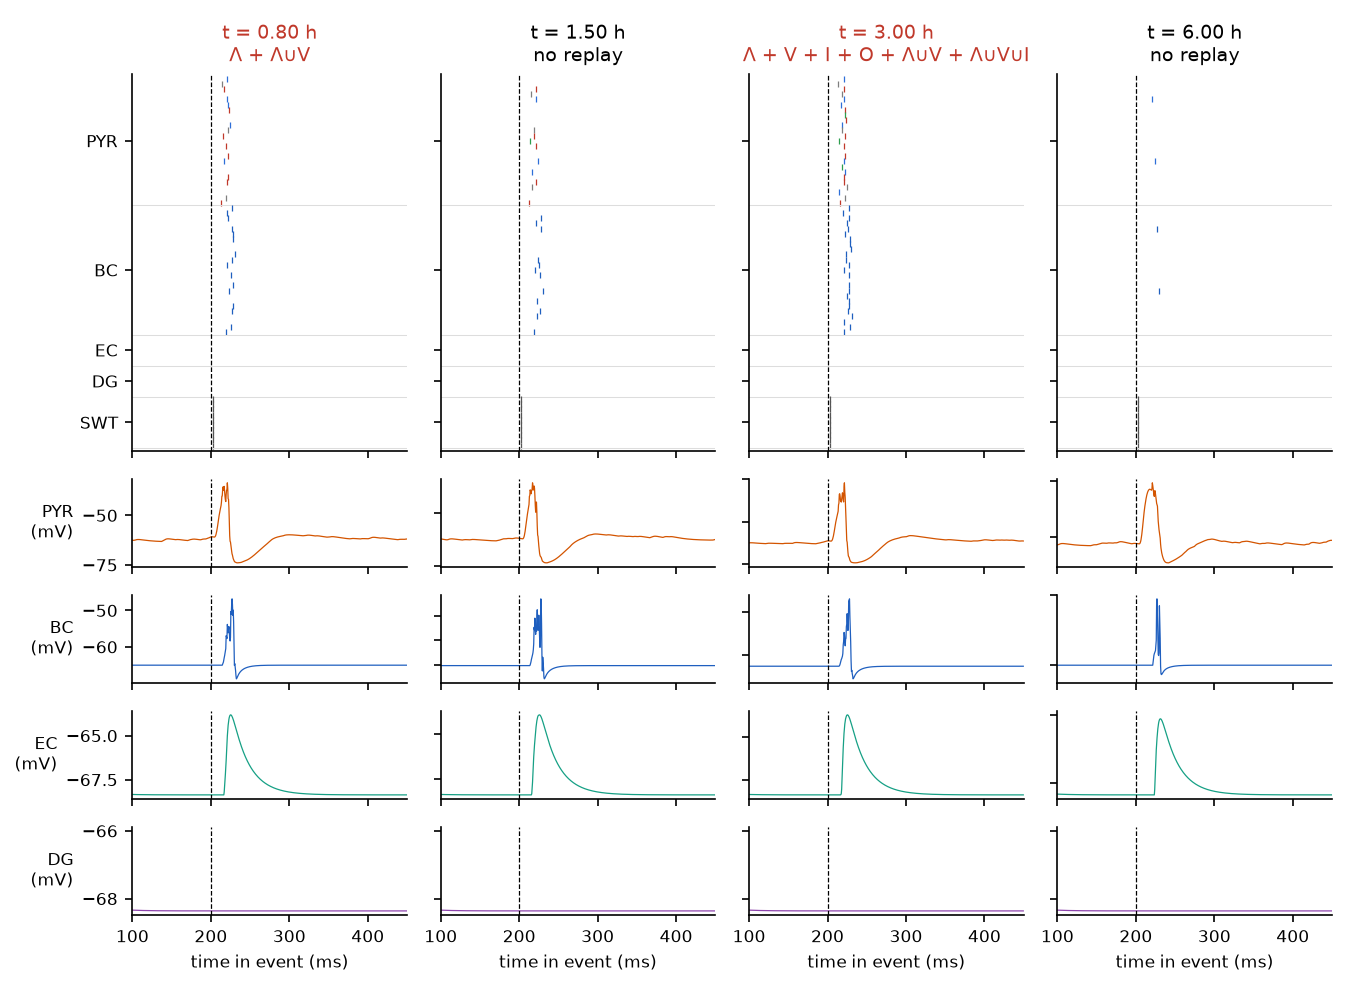 t = 0.80 h
Λ + Λ∪V
t = 1.50 h
no replay
t = 3.00 h
Λ + V + I + O + Λ∪V + Λ∪V∪I
t = 6.00 h
no replay
PYR
BC
EC
DG
SWT
PYR
(mV)
−50
−75
BC
(mV)
−50
−60
EC
(mV)
−65.0
−67.5
DG
(mV)
−66
−68
100 200 300 400
100 200 300 400
100 200 300 400
100 200 300 400
time in event (ms)
time in event (ms)
time in event (ms)
time in event (ms)